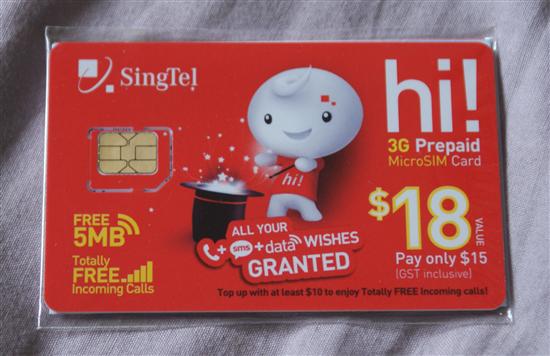 SingTel
hi!
3G Prepaid
MicroSIM Card
hi!
$18 VALUE
Pay only $15
(GST inclusive)
FREE
5MB
Totally
FREE
Incoming Calls
ALL YOUR
+ sms + data WISHES
GRANTED
Top up with at least $10 to enjoy Totally FREE Incoming calls!